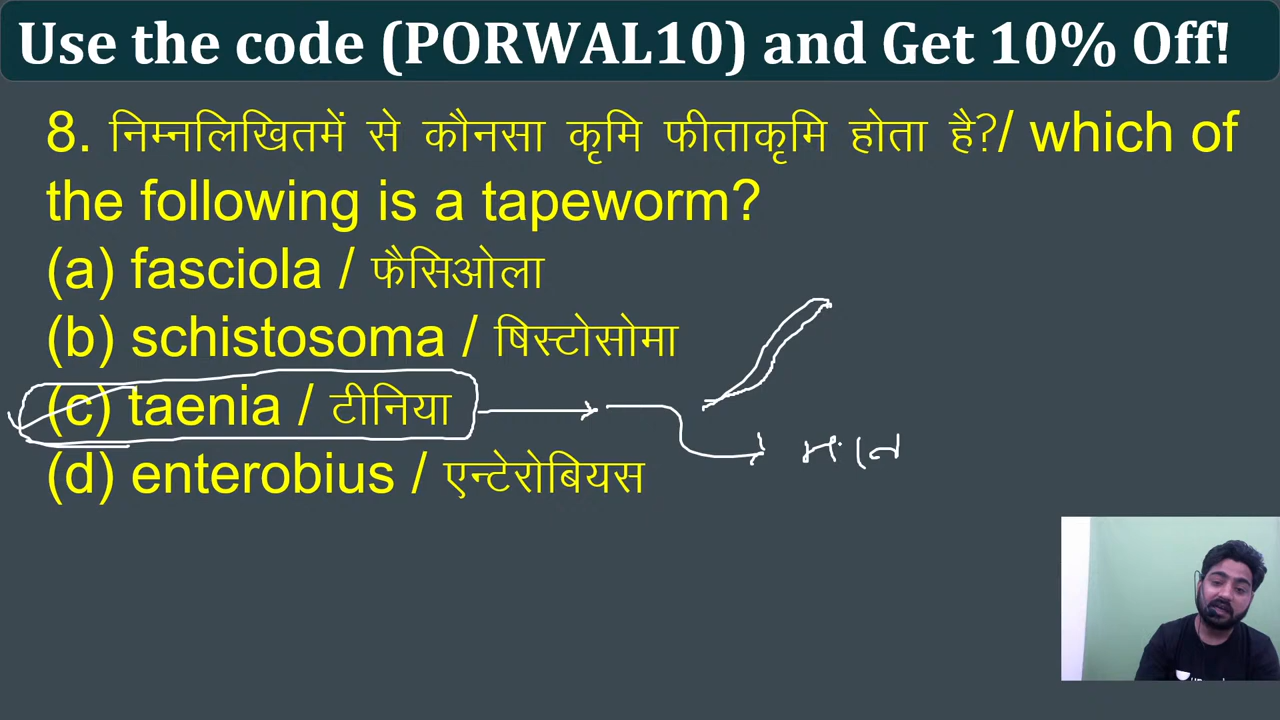 Use the code (PORWAL10) and Get 10% Off!
8. निम्नलिखितमें से कौनसा कृमि फीताकृमि होता है?/ which of
the following is a tapeworm?
(a) fasciola / फैसिओला
(b) schistosoma / षिस्टोसोमा
(c) taenia / टीनिया
(d) enterobius / एन्टेरोबियस